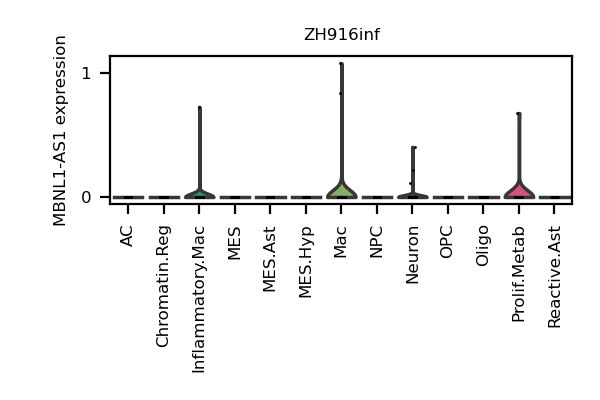 ZH916inf
MBNL1-AS1 expression
1
0
AC
Chromatin.Reg
Inflammatory.Mac
MES
MES.Ast
MES.Hyp
Mac
NPC
Neuron
OPC
Oligo
Prolif.Metab
Reactive.Ast